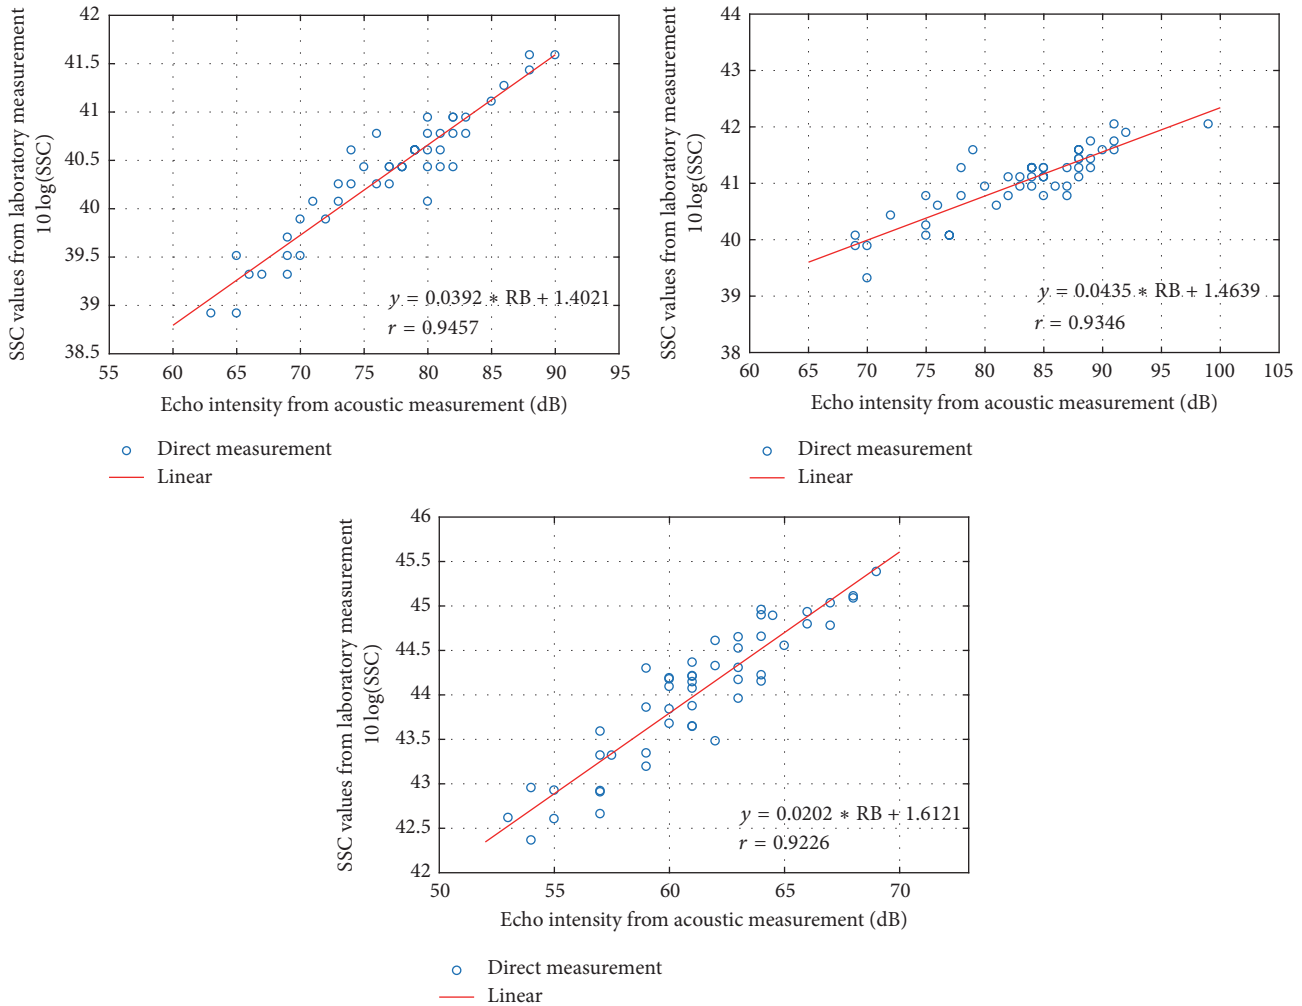 SSC values from laboratory measurement
10 log(SSC)
42
41.5
41
40.5
40
39.5
39
38.5
55
60
65
70
75
80
85
90
95
y = 0.0392 ∗ RB + 1.4021
r = 0.9457
Echo intensity from acoustic measurement (dB)
Direct measurement
Linear
SSC values from laboratory measurement
10 log(SSC)
44
43
42
41
40
39
38
60
65
70
75
80
85
90
95
100
105
y = 0.0435 ∗ RB + 1.4639
r = 0.9346
Echo intensity from acoustic measurement (dB)
Direct measurement
Linear
SSC values from laboratory measurement
10 log(SSC)
46
45.5
45
44.5
44
43.5
43
42.5
42
50
55
60
65
70
y = 0.0202 ∗ RB + 1.6121
r = 0.9226
Echo intensity from acoustic measurement (dB)
Direct measurement
Linear